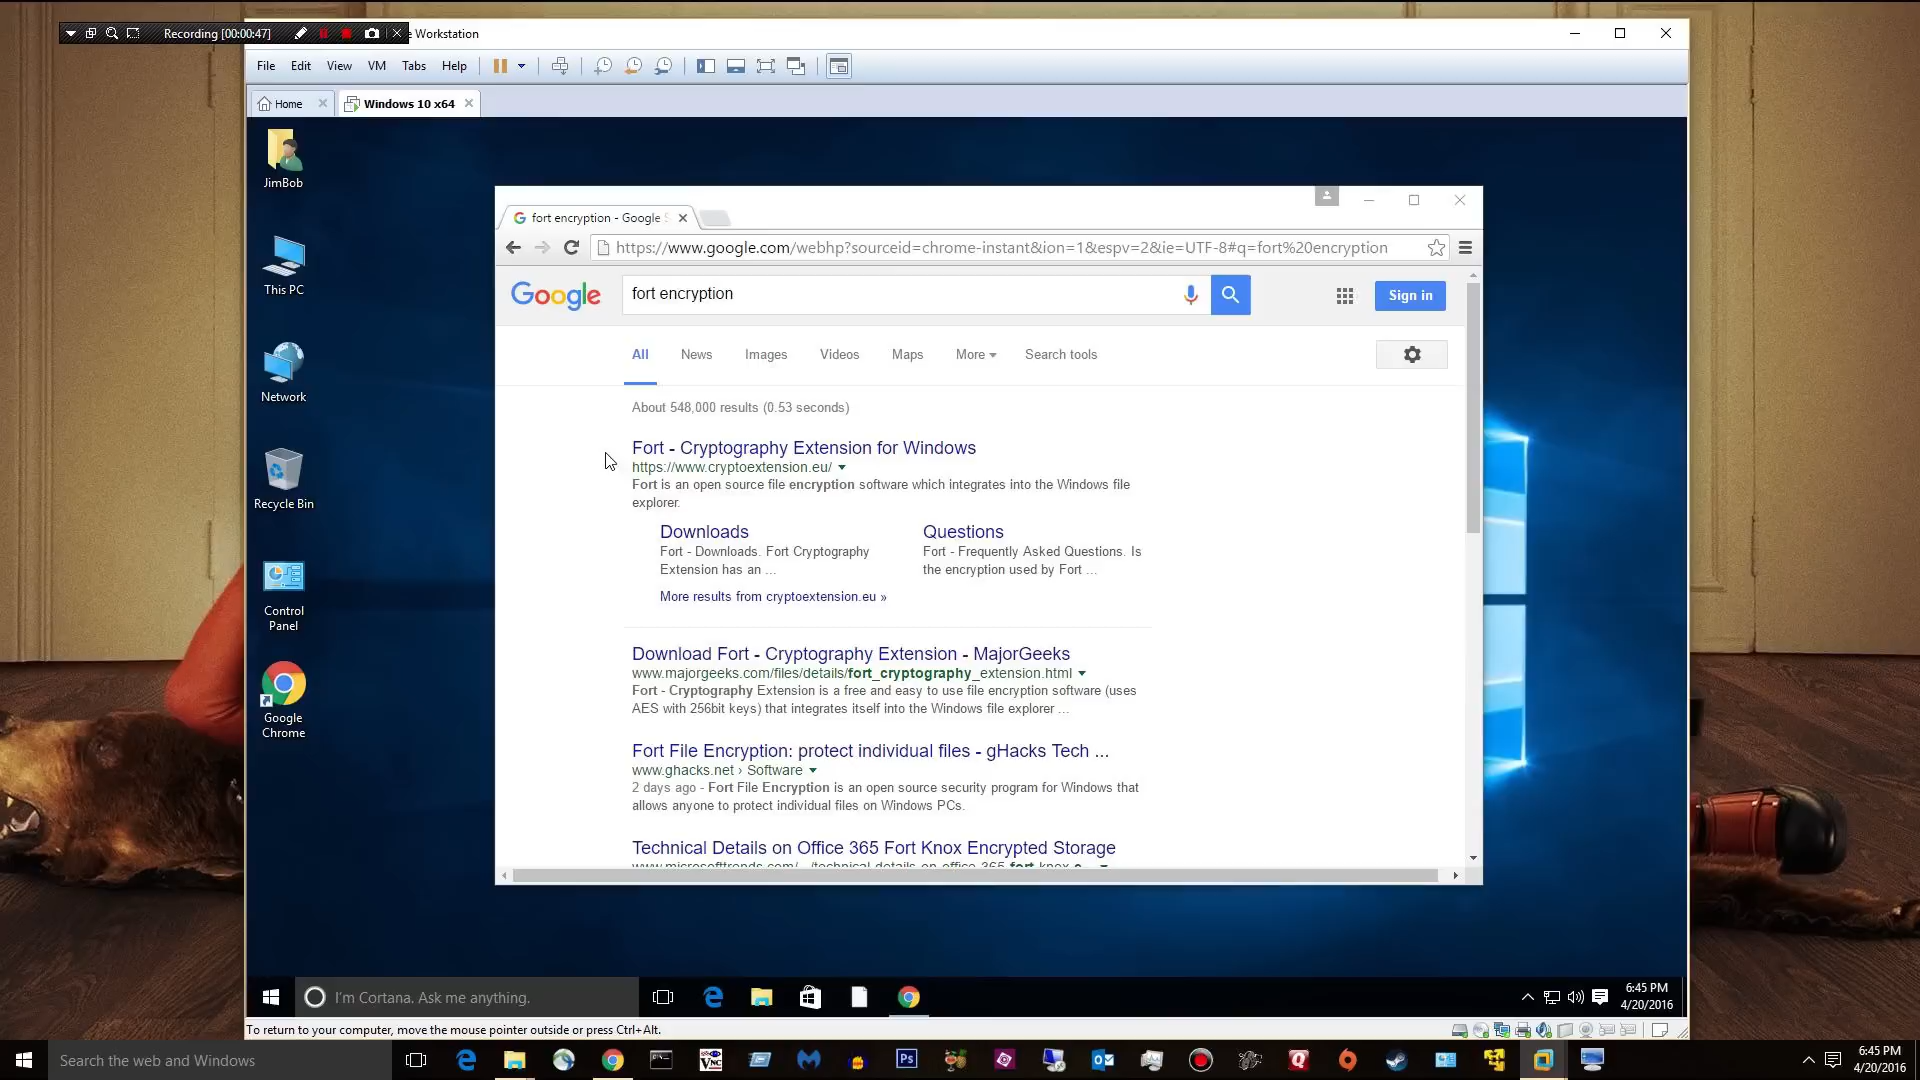 Recording [00:00:47]
e Workstation
File Edit View VM Tabs Help
Home
Windows 10 x64
JimBob
This PC
Network
Recycle Bin
Control
Panel
Google
Chrome
fort encryption - Google S
https://www.google.com/webhp?sourceid=chrome-instant&ion=1&espv=2&ie=UTF-8#q=fort%20encryption
Google
fort encryption
Sign in
All News Images Videos Maps More Search tools
About 548,000 results (0.53 seconds)
Fort - Cryptography Extension for Windows
https://www.cryptoextension.eu/
Fort is an open source file encryption software which integrates into the Windows file
explorer.
Downloads
Fort - Downloads. Fort Cryptography
Extension has an ...
Questions
Fort - Frequently Asked Questions. Is
the encryption used by Fort ...
More results from cryptoextension.eu »
Download Fort - Cryptography Extension - MajorGeeks
www.majorgeeks.com/files/details/fort_cryptography_extension.html
Fort - Cryptography Extension is a free and easy to use file encryption software (uses
AES with 256bit keys) that integrates itself into the Windows file explorer ...
Fort File Encryption: protect individual files - gHacks Tech ...
www.ghacks.net › Software
2 days ago - Fort File Encryption is an open source security program for Windows that
allows anyone to protect individual files on Windows PCs.
Technical Details on Office 365 Fort Knox Encrypted Storage
I'm Cortana. Ask me anything.
6:45 PM
4/20/2016
To return to your computer, move the mouse pointer outside or press Ctrl+Alt.
Search the web and Windows
6:45 PM
4/20/2016